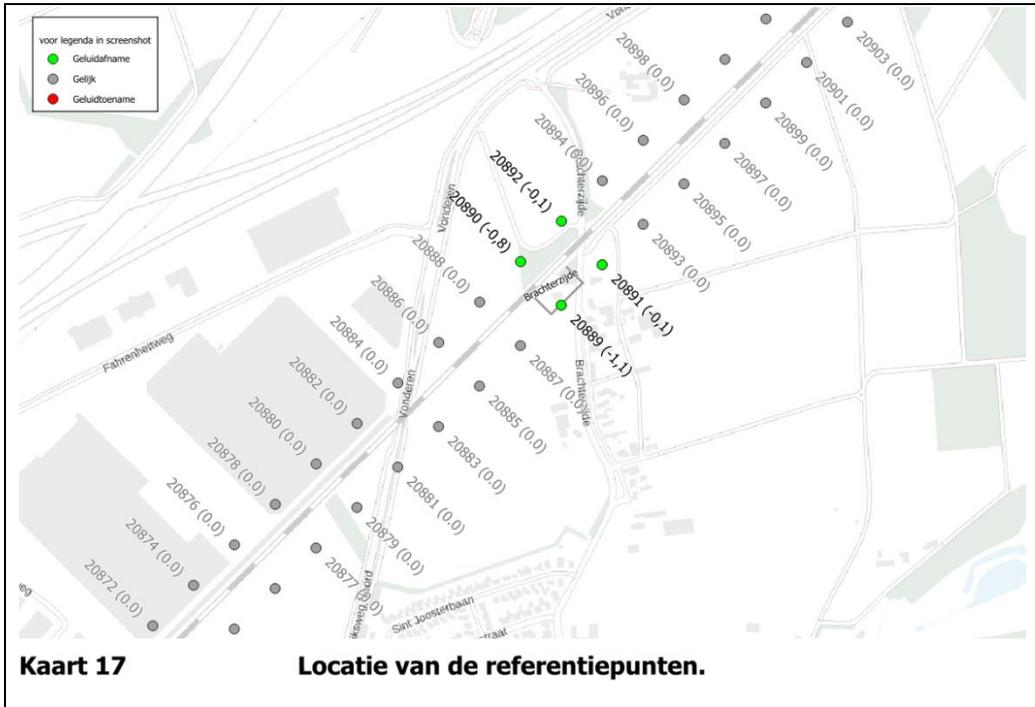 voor legenda in screenshot
Geluidafname
Gelijk
Geluidtoename
20903 (0.0)
20901 (0.0)
20899 (0.0)
20898 (0.0)
20897 (0.0)
20896 (0.0)
20895 (0.0)
20894 (0.0)
20893 (0.0)
20892 (-0,1)
20891 (-0,1)
20890 (-0,8)
20889 (-1,1)
20888 (0.0)
20887 (0.0)
20886 (0.0)
20885 (0.0)
20884 (0.0)
20883 (0.0)
20882 (0.0)
20881 (0.0)
20880 (0.0)
20879 (0.0)
20878 (0.0)
20877 (0.0)
20876 (0.0)
20874 (0.0)
20872 (0.0)
Vonderen
Vonderen
Brachterzijde
Brachterzijde
Fahrenheitweg
Sint Joosterbaan
Kaart 17
Locatie van de referentiepunten.